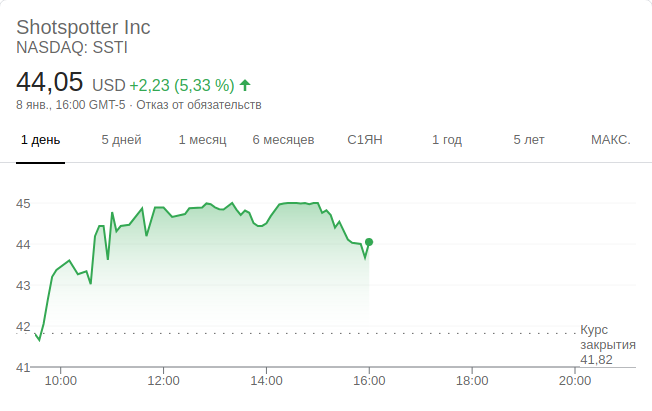 Shotspotter Inc
NASDAQ: SSTI
44,05 USD +2,23 (5,33 %)
8 янв., 16:00 GMT-5 · Отказ от обязательств
1 день 5 дней 1 месяц 6 месяцев С1ЯН 1 год 5 лет МАКС.
45
44
43
42
Курс
закрытия
41,82
41
10:00 12:00 14:00 16:00 18:00 20:00